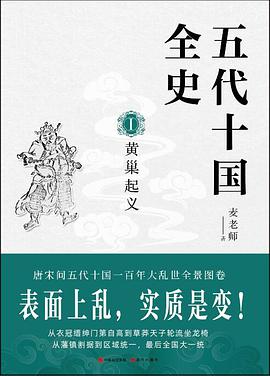 五代十国
全史
I
黄巢起义
麦老师
著
唐宋间五代十国一百年大乱世全景图卷
表面上乱，实质是变！
从衣冠缙绅门第自高到草莽天子轮流坐龙椅
从藩镇割据到区域统一，最后全国大一统